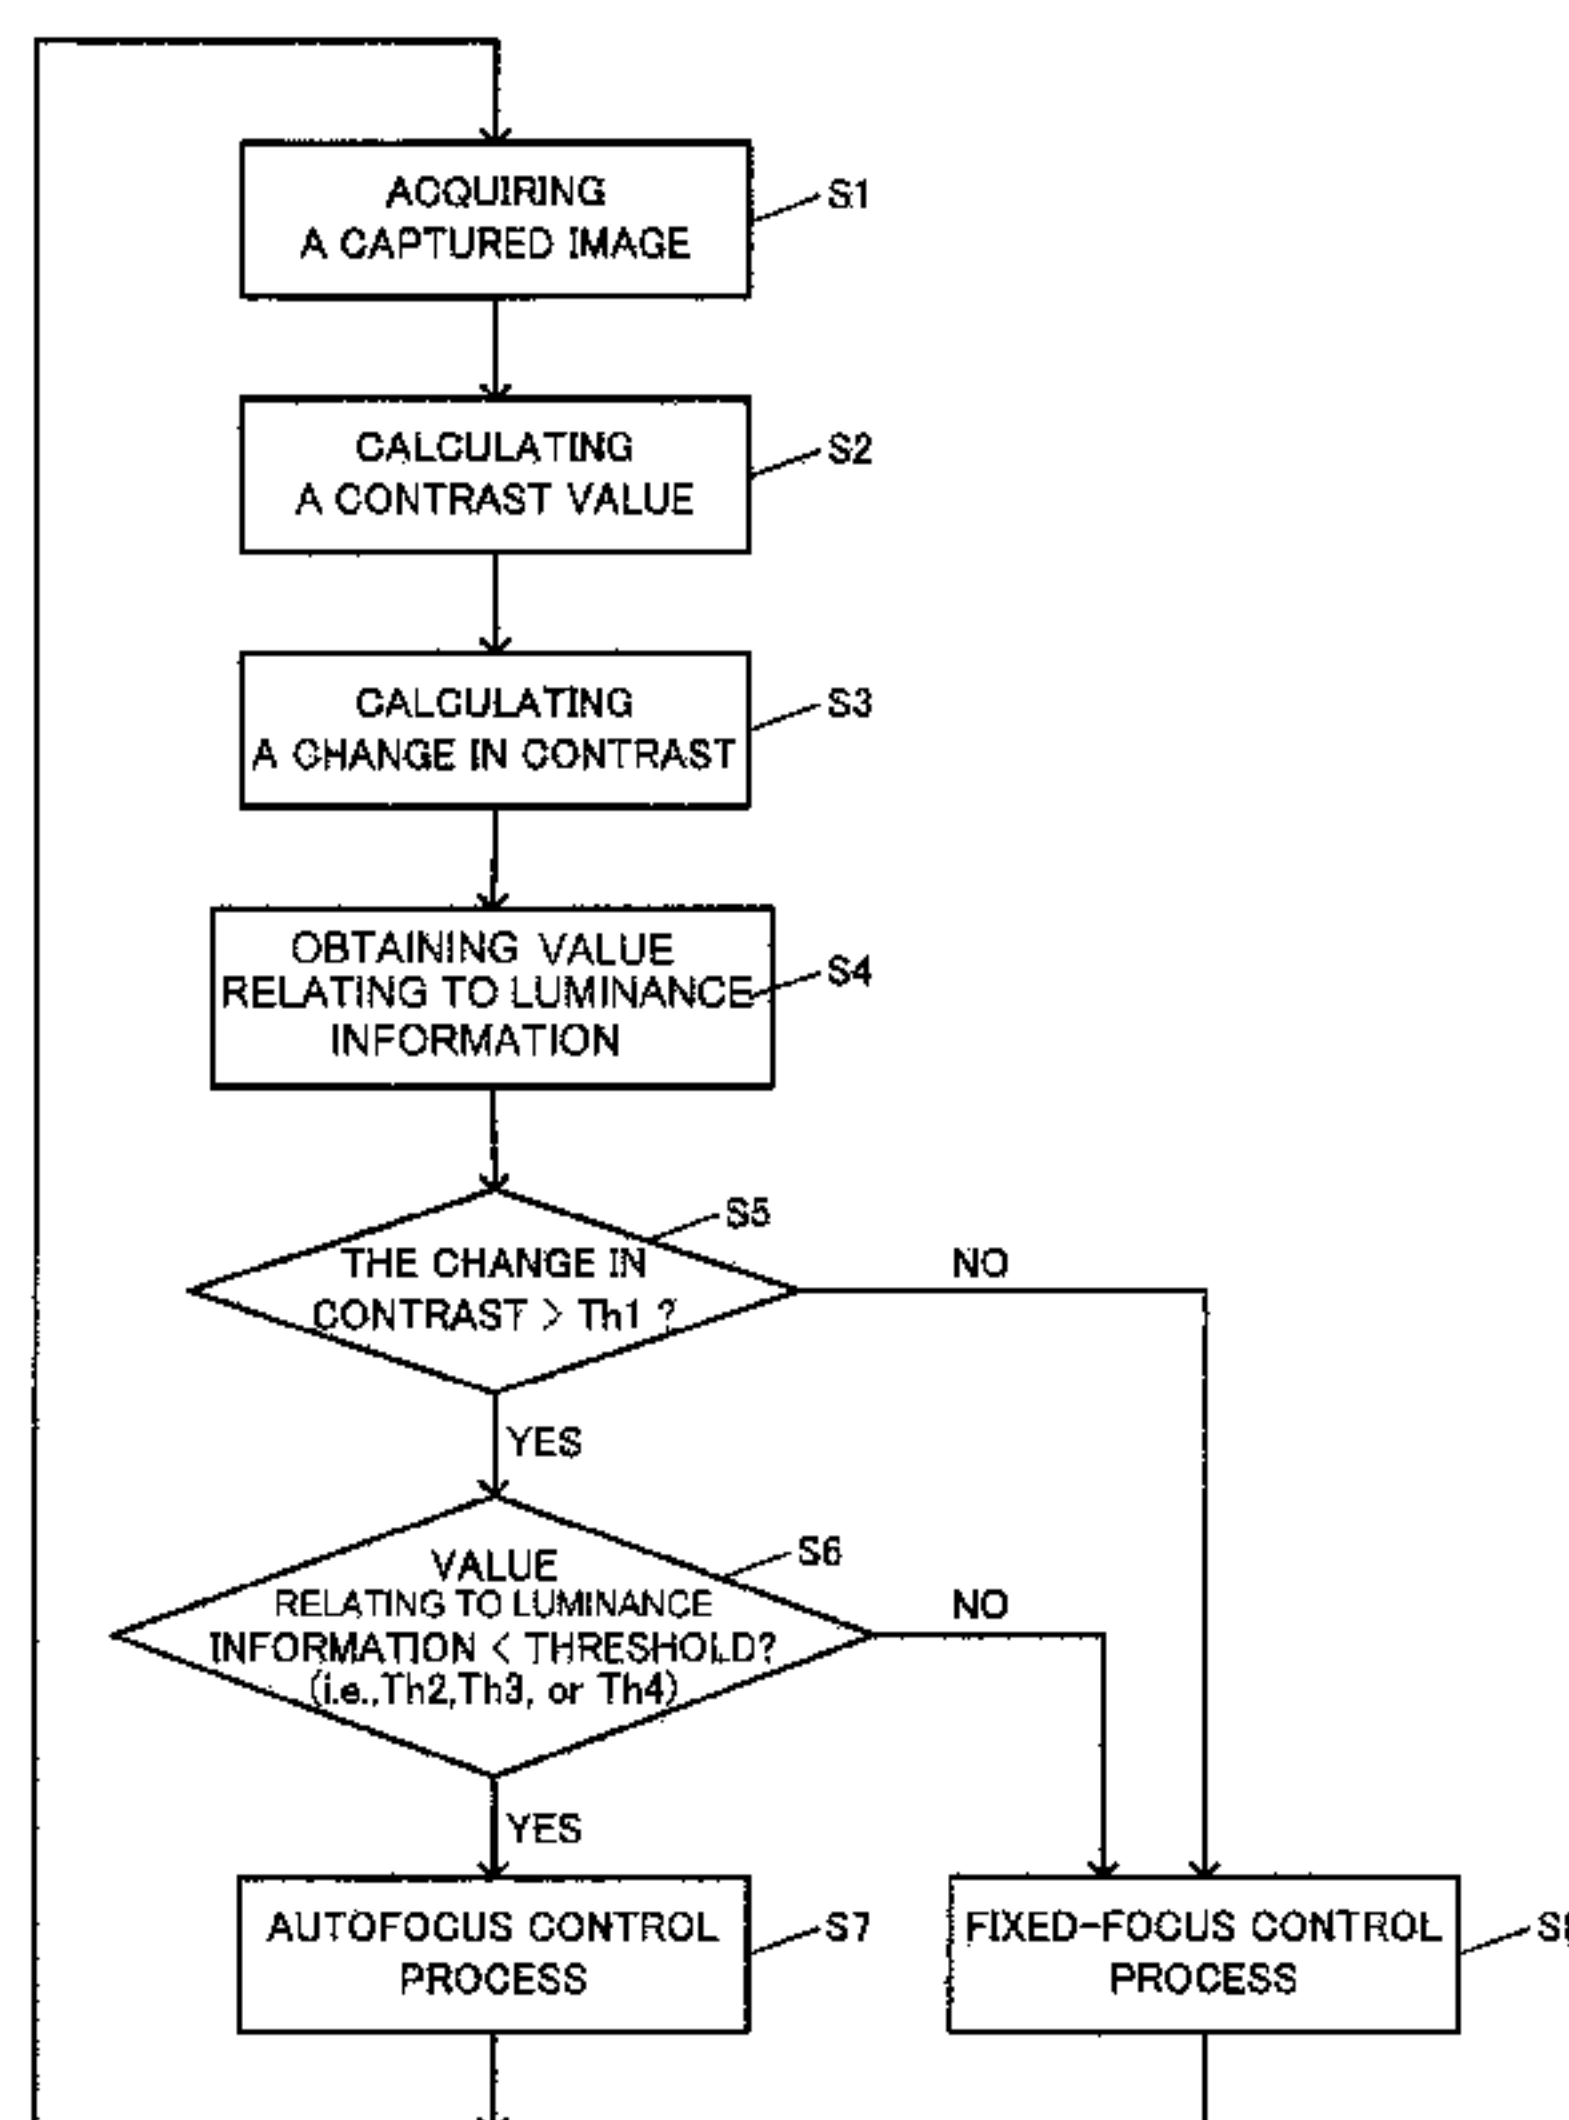 ACQUIRING
A CAPTURED IMAGE
S1
CALCULATING
A CONTRAST VALUE
S2
CALCULATING
A CHANGE IN CONTRAST
S3
OBTAINING VALUE
RELATING TO LUMINANCE
INFORMATION
S4
THE CHANGE IN
CONTRAST > Th1 ?
S5
NO
YES
VALUE
RELATING TO LUMINANCE
INFORMATION < THRESHOLD?
(i.e.,Th2,Th3, or Th4)
S6
NO
YES
AUTOFOCUS CONTROL
PROCESS
S7
FIXED-FOCUS CONTROL
PROCESS